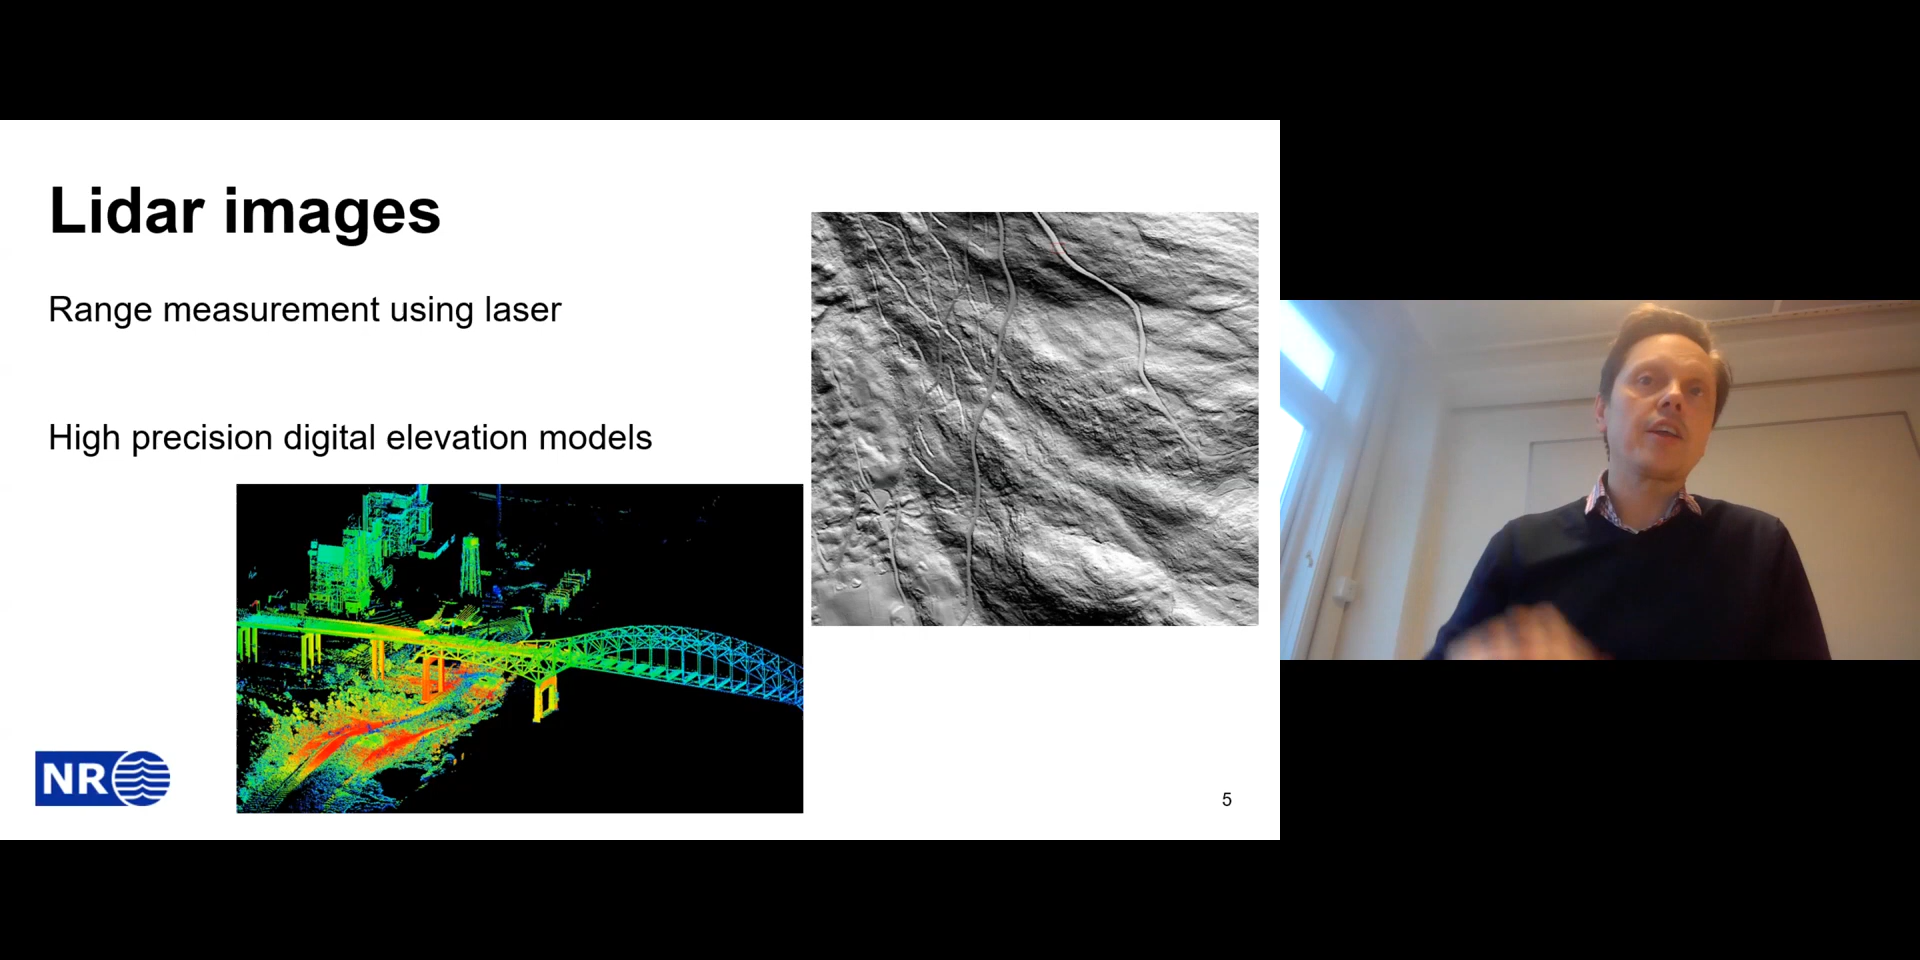 Lidar images
Range measurement using laser
High precision digital elevation models
NR
5